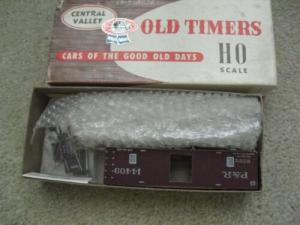 CENTRAL
VALLEY
OLD TIMERS
CARS OF THE GOOD OLD DAYS
HO
SCALE
P&R
14409